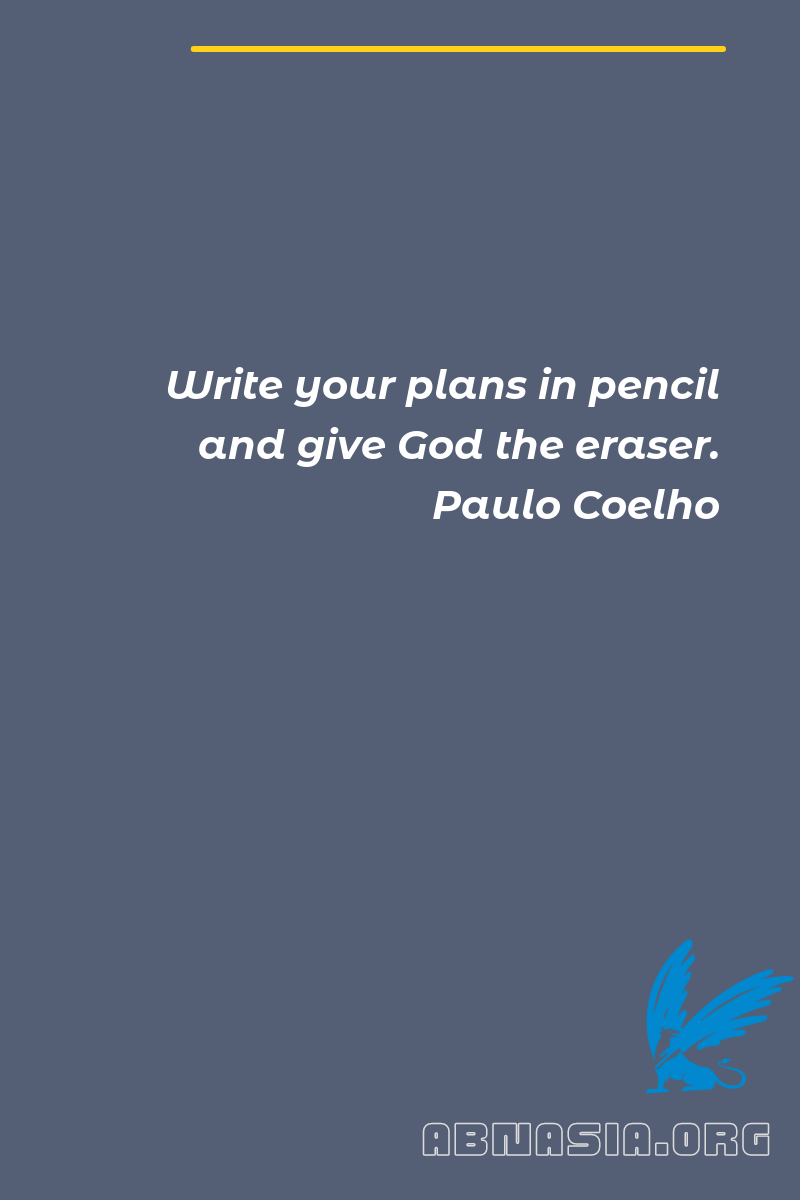 Write your plans in pencil
and give God the eraser.
Paulo Coelho
ABNASIA.ORG